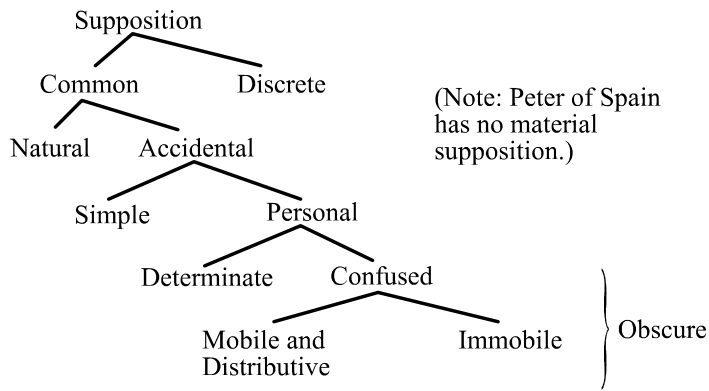 Supposition
Common
Discrete
(Note: Peter of Spain
has no material
supposition.)
Natural
Accidental
Simple
Personal
Determinate
Confused
Mobile and
Distributive
Immobile
Obscure